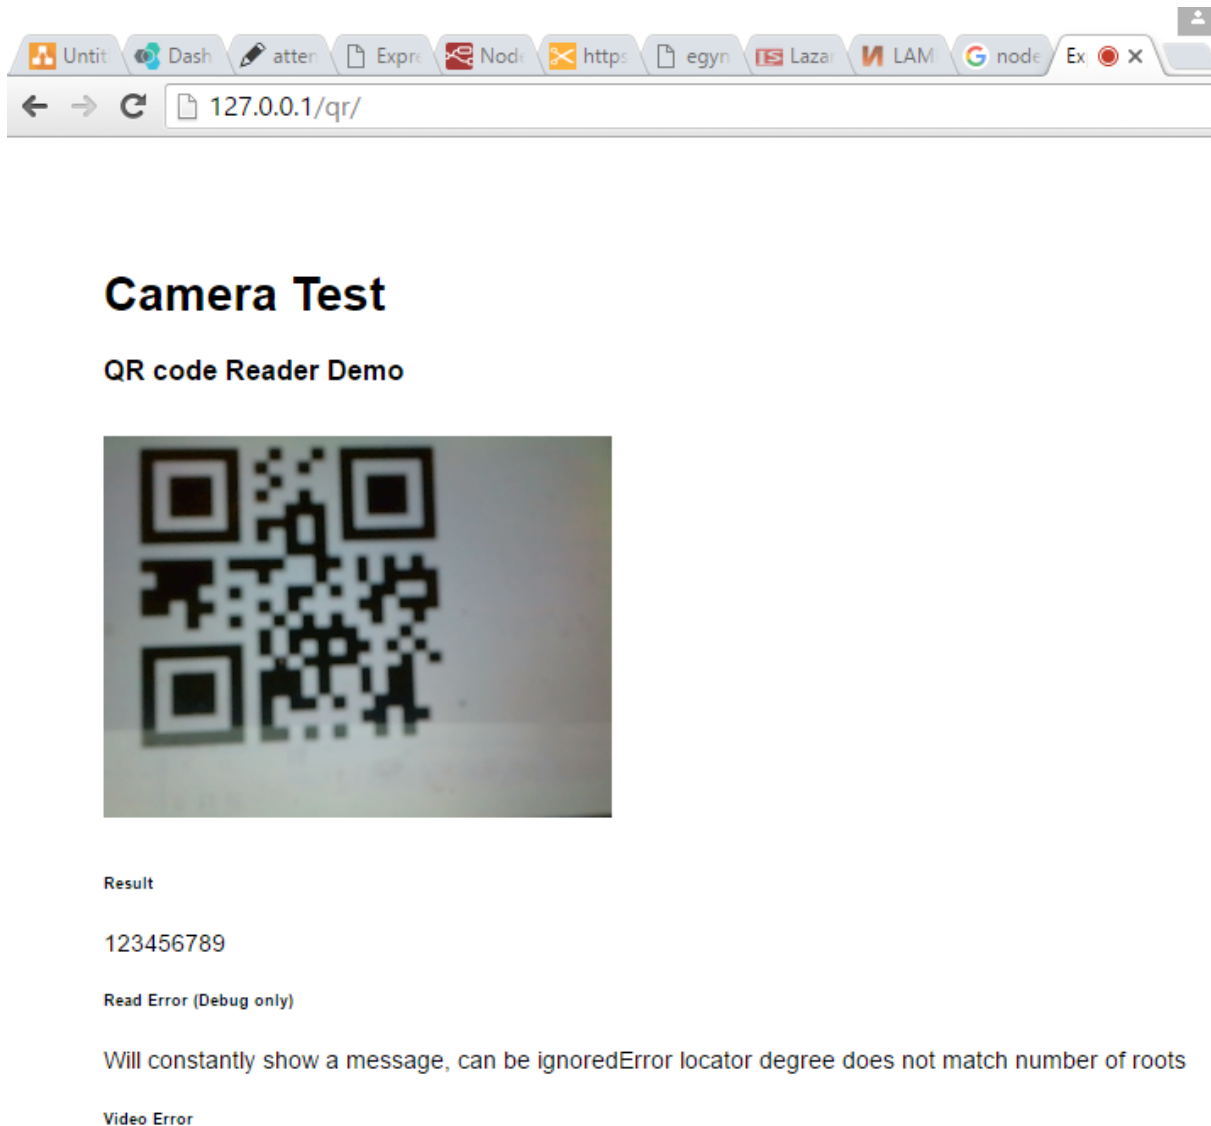 Untit Dash atten Expre Node https egyn Lazar LAM node Ex
127.0.0.1/qr/
Camera Test
QR code Reader Demo
Result
123456789
Read Error (Debug only)
Will constantly show a message, can be ignoredError locator degree does not match number of roots
Video Error